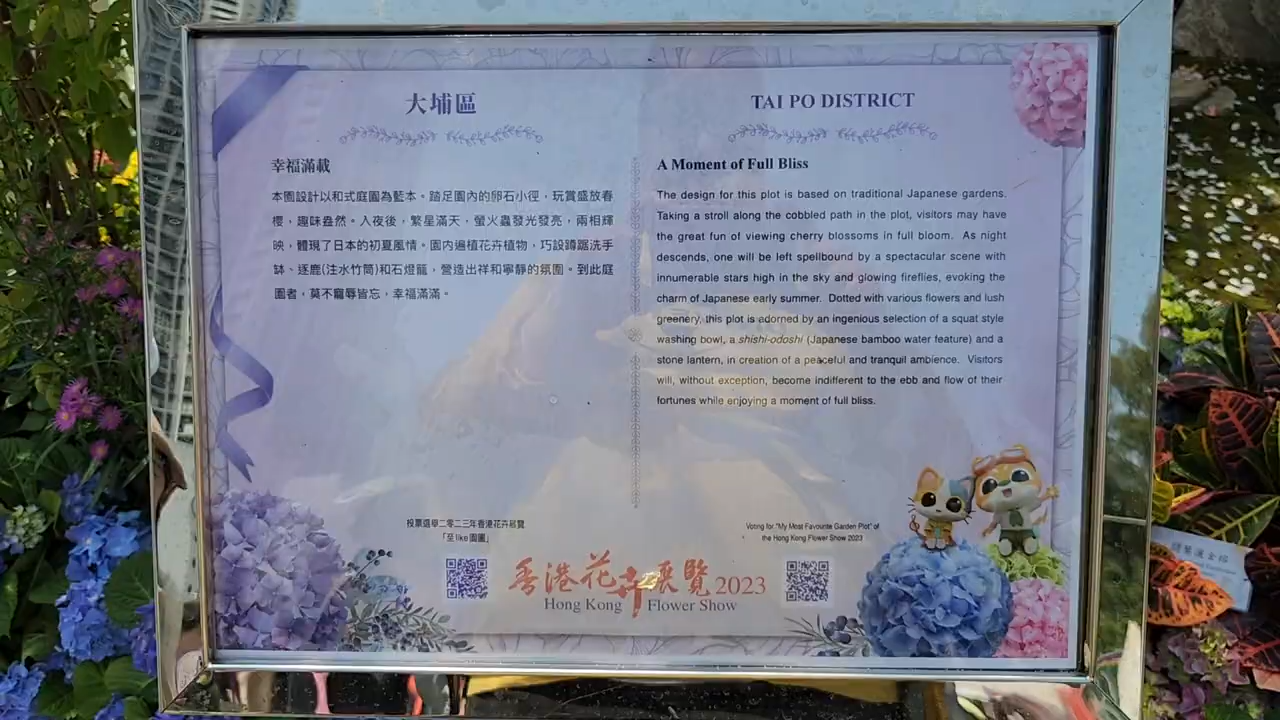 大埔區
幸福滿載
本園設計以和式庭園為藍本。踏足園內的卵石小徑，玩賞盛放春
櫻，趣味盎然。入夜後，繁星滿天，螢火蟲發光發亮，兩相輝
映，體現了日本的初夏風情。園內遍植花卉植物，巧設蹲踞洗手
缽、逐鹿(注水竹筒)和石燈籠，營造出祥和寧靜的氛圍。到此庭
園者，莫不寵辱皆忘，幸福滿滿。
TAI PO DISTRICT
A Moment of Full Bliss
The design for this plot is based on traditional Japanese gardens.
Taking a stroll along the cobbled path in the plot, visitors may have
the great fun of viewing cherry blossoms in full bloom. As night
descends, one will be left spellbound by a spectacular scene with
innumerable stars high in the sky and glowing fireflies, evoking the
charm of Japanese early summer. Dotted with various flowers and lush
greenery, this plot is adorned by an ingenious selection of a squat style
washing bowl, a shishi-odoshi (Japanese bamboo water feature) and a
stone lantern, in creation of a peaceful and tranquil ambience. Visitors
will, without exception, become indifferent to the ebb and flow of their
fortunes while enjoying a moment of full bliss.
投票選舉二零二三年香港花卉展覽
「至like園圃」
Voting for "My Most Favourite Garden Plot" of
the Hong Kong Flower Show 2023
香港花卉展覽2023
Hong Kong Flower Show